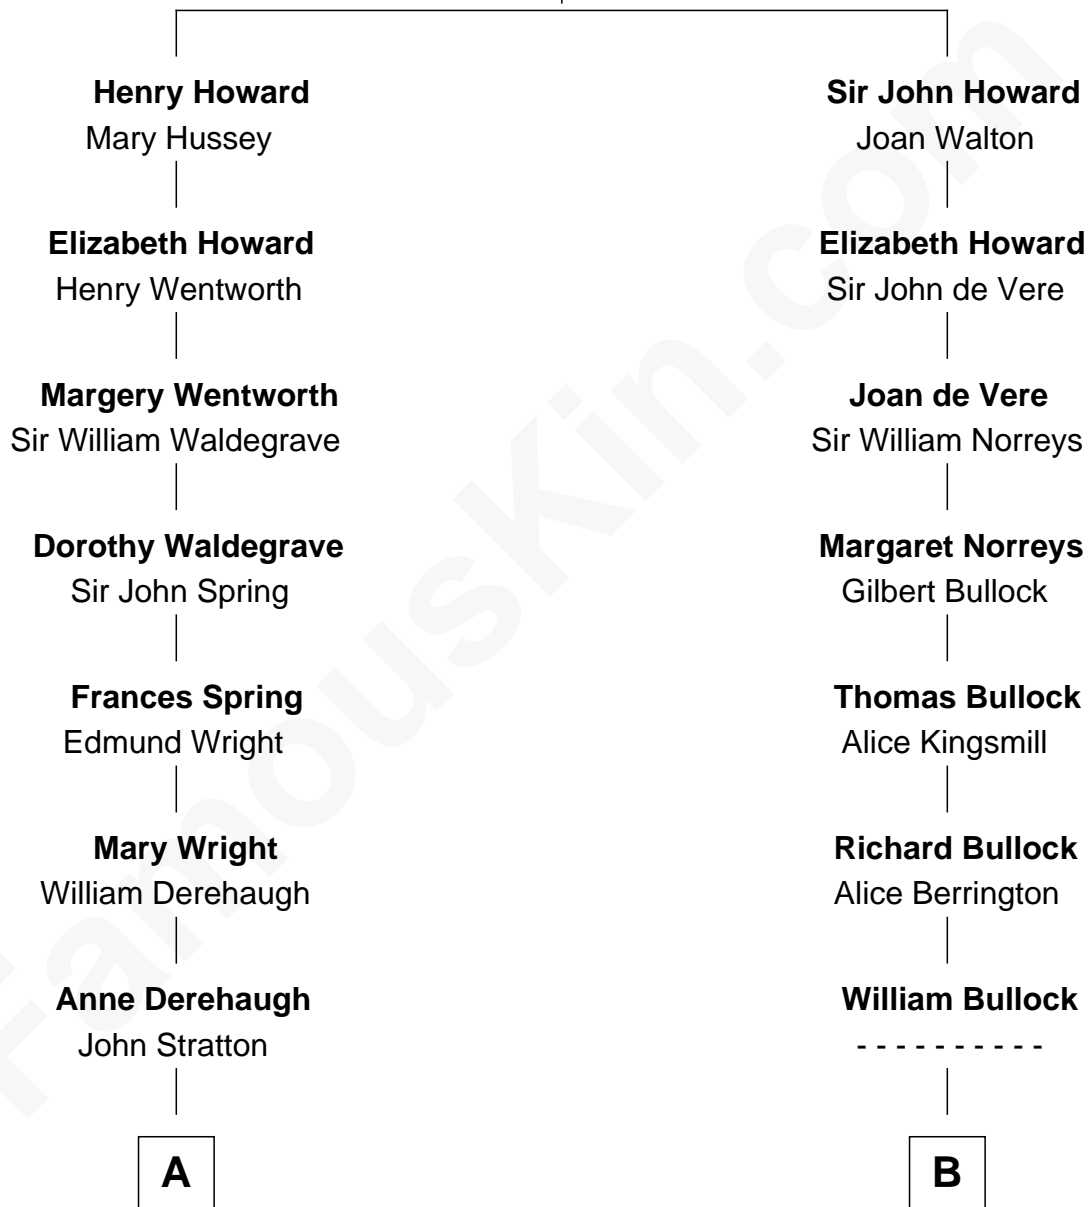 Henry Howard
Mary Hussey
Sir John Howard
Joan Walton
Elizabeth Howard
Henry Wentworth
Elizabeth Howard
Sir John de Vere
Margery Wentworth
Sir William Waldegrave
Joan de Vere
Sir William Norreys
Dorothy Waldegrave
Sir John Spring
Margaret Norreys
Gilbert Bullock
Frances Spring
Edmund Wright
Thomas Bullock
Alice Kingsmill
Mary Wright
William Derehaugh
Richard Bullock
Alice Berrington
Anne Derehaugh
John Stratton
William Bullock
- - - - - - - - - -
A
B
FamousKin.com